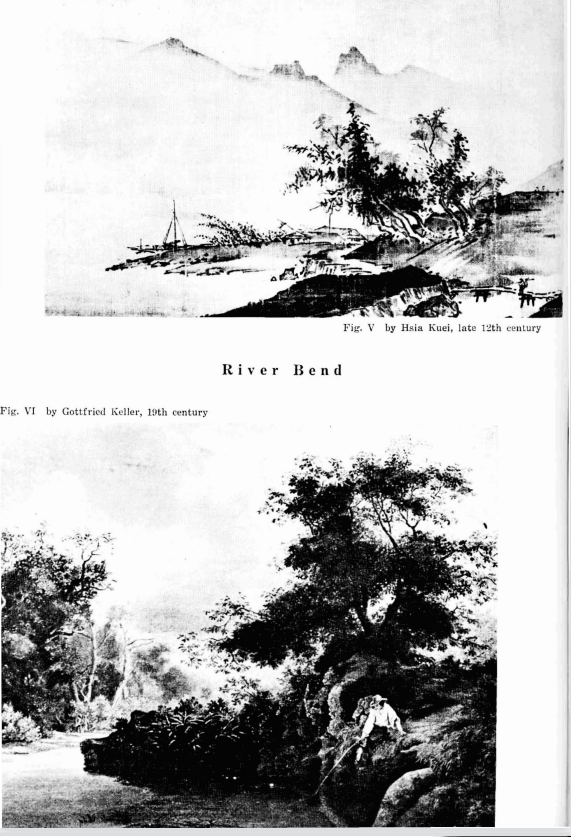 Fig. V by Hsia Kuei, late 12th century
River Bend
Fig. VI by Gottfried Keller, 19th century